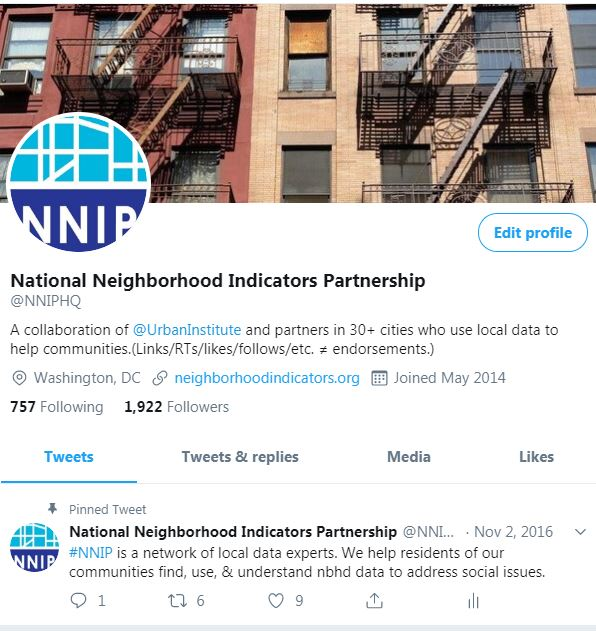 NNIP
Edit profile
National Neighborhood Indicators Partnership
@NNIPHQ
A collaboration of @UrbanInstitute and partners in 30+ cities who use local data to
help communities.(Links/RTs/likes/follows/etc. ≠ endorsements.)
Washington, DC neighborhoodindicators.org Joined May 2014
757 Following 1,922 Followers
Tweets Tweets & replies Media Likes
Pinned Tweet
National Neighborhood Indicators Partnership @NNI... · Nov 2, 2016
NNIP
#NNIP is a network of local data experts. We help residents of our
communities find, use, & understand nbhd data to address social issues.
1 6 9